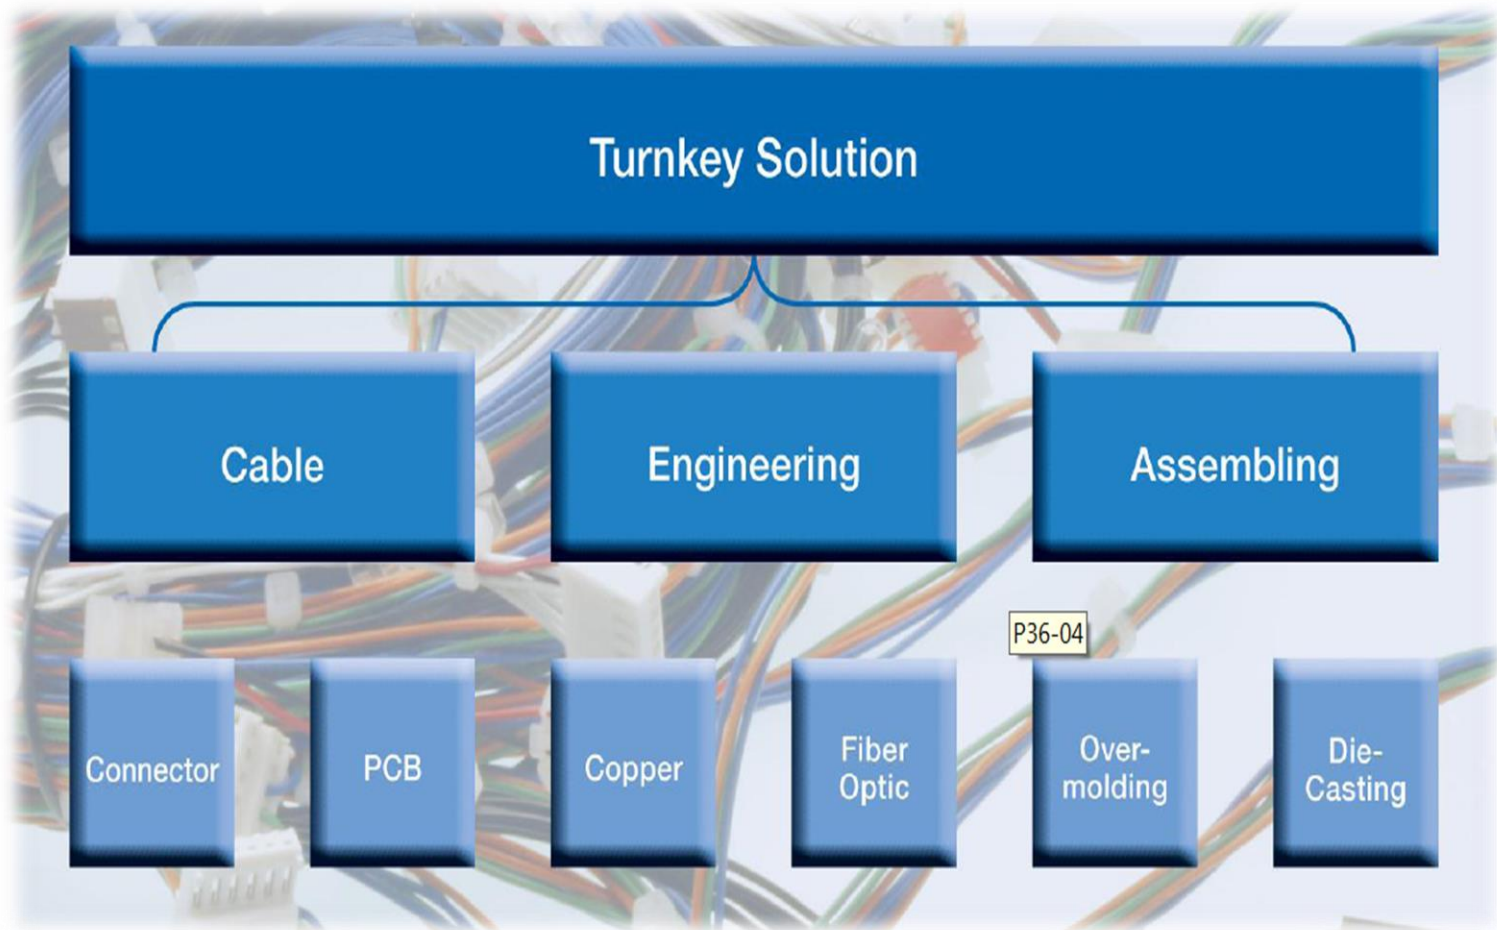 Turnkey Solution
Cable
Engineering
Assembling
P36-04
Connector
PCB
Copper
Fiber
Optic
Over-
molding
Die-
Casting